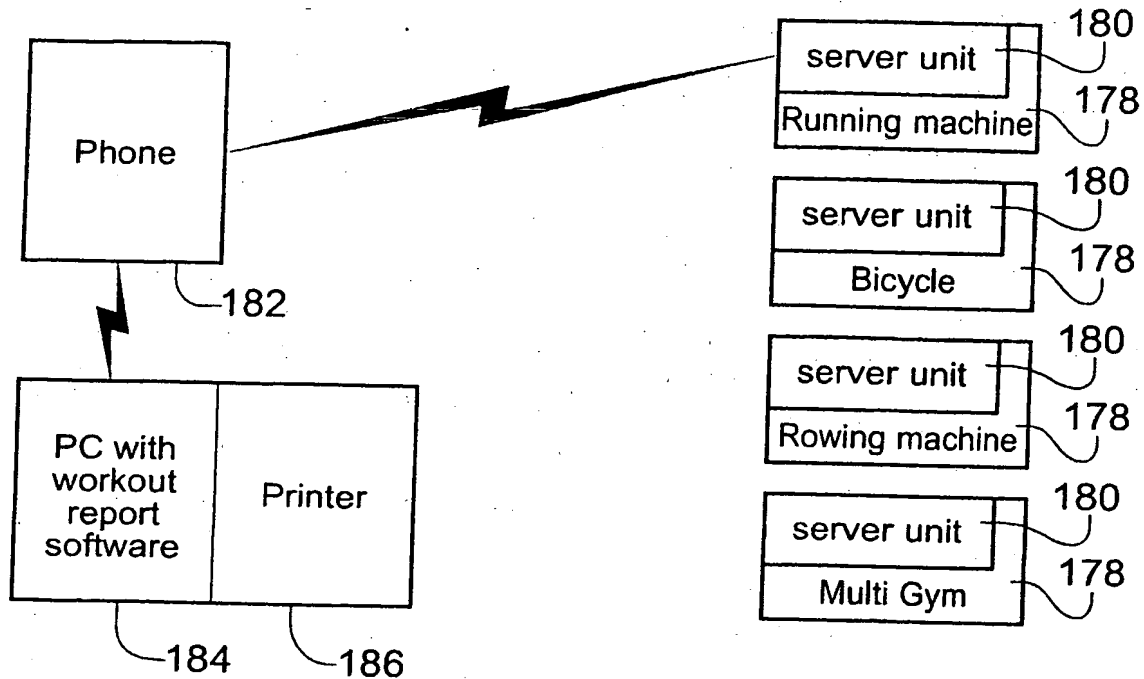 Phone
182
PC with
workout
report
software
Printer
184
186
server unit
180
Running machine
178
server unit
180
Bicycle
178
server unit
180
Rowing machine
178
server unit
180
Multi Gym
178